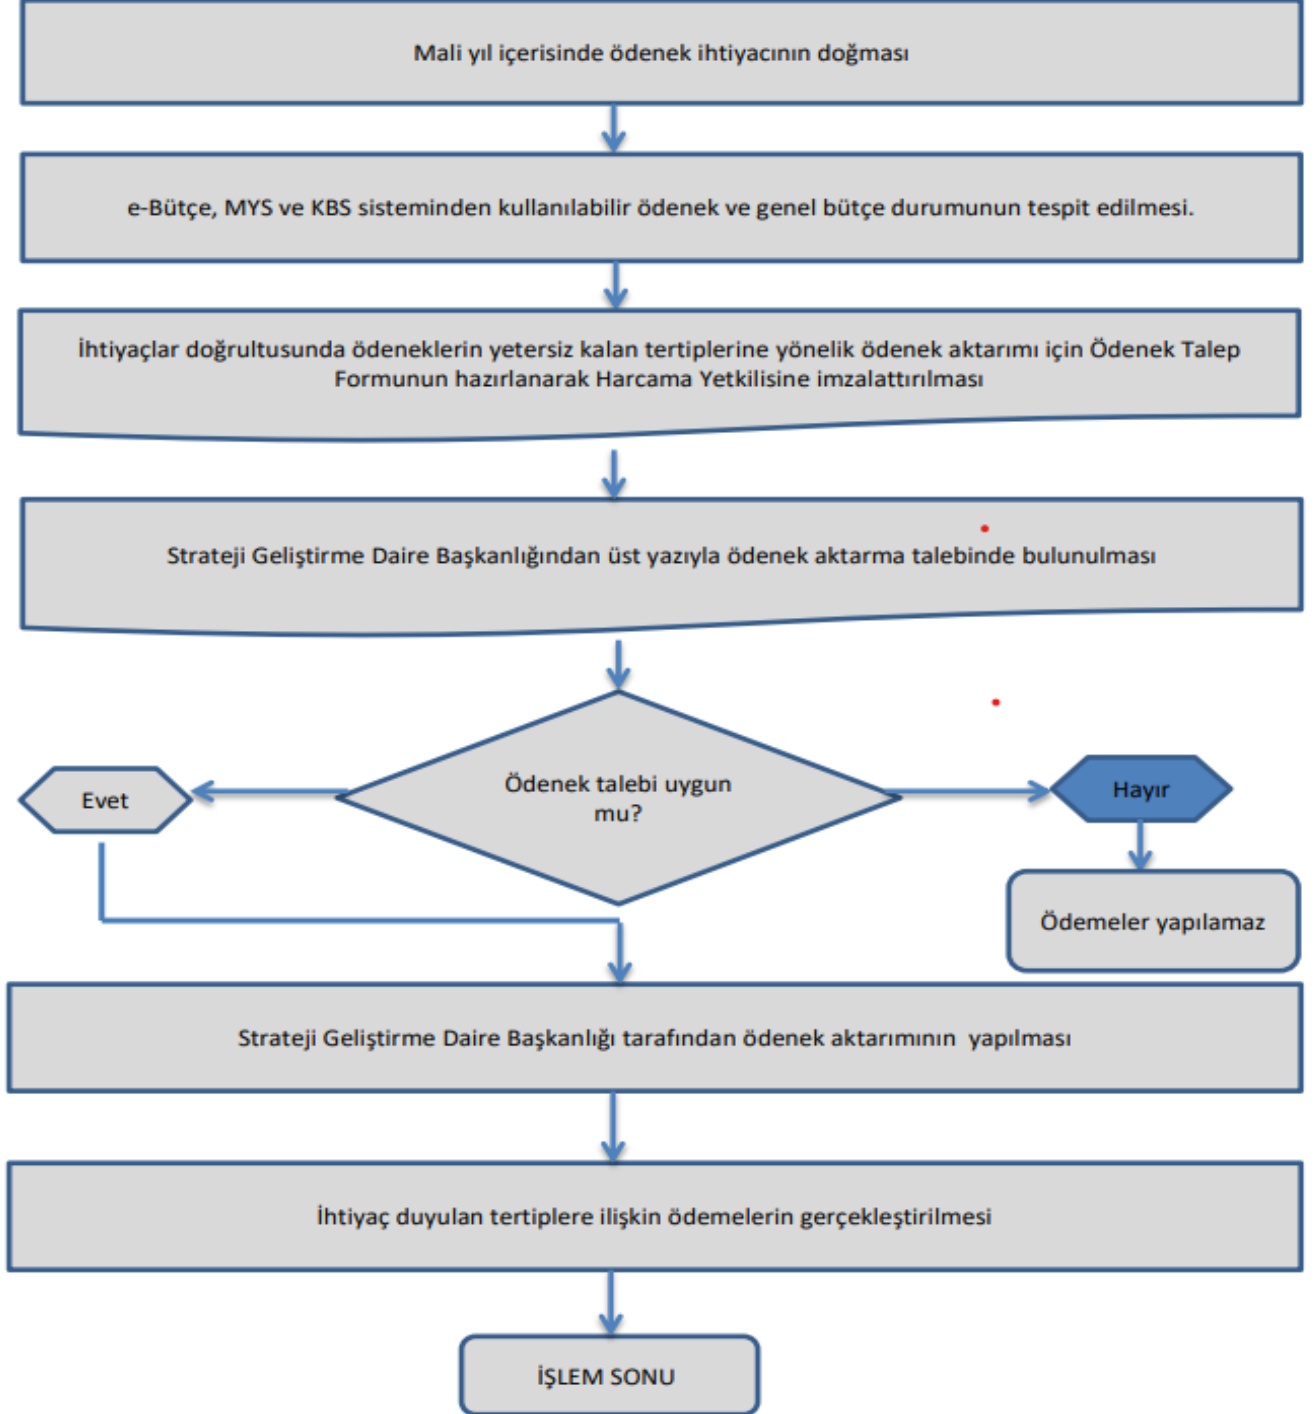 Mali yıl içerisinde ödenek ihtiyacının doğması
e-Bütçe, MYS ve KBS sisteminden kullanılabilir ödenek ve genel bütçe durumunun tespit edilmesi.
İhtiyaçlar doğrultusunda ödeneklerin yetersiz kalan tertiplerine yönelik ödenek aktarımı için Ödenek Talep
Formunun hazırlanarak Harcama Yetkilisine imzalattırılması
Strateji Geliştirme Daire Başkanlığından üst yazıyla ödenek aktarma talebinde bulunulması
Ödenek talebi uygun
mu?
Evet
Hayır
Ödemeler yapılamaz
Strateji Geliştirme Daire Başkanlığı tarafından ödenek aktarımının  yapılması
İhtiyaç duyulan tertiplere ilişkin ödemelerin gerçekleştirilmesi
İŞLEM SONU